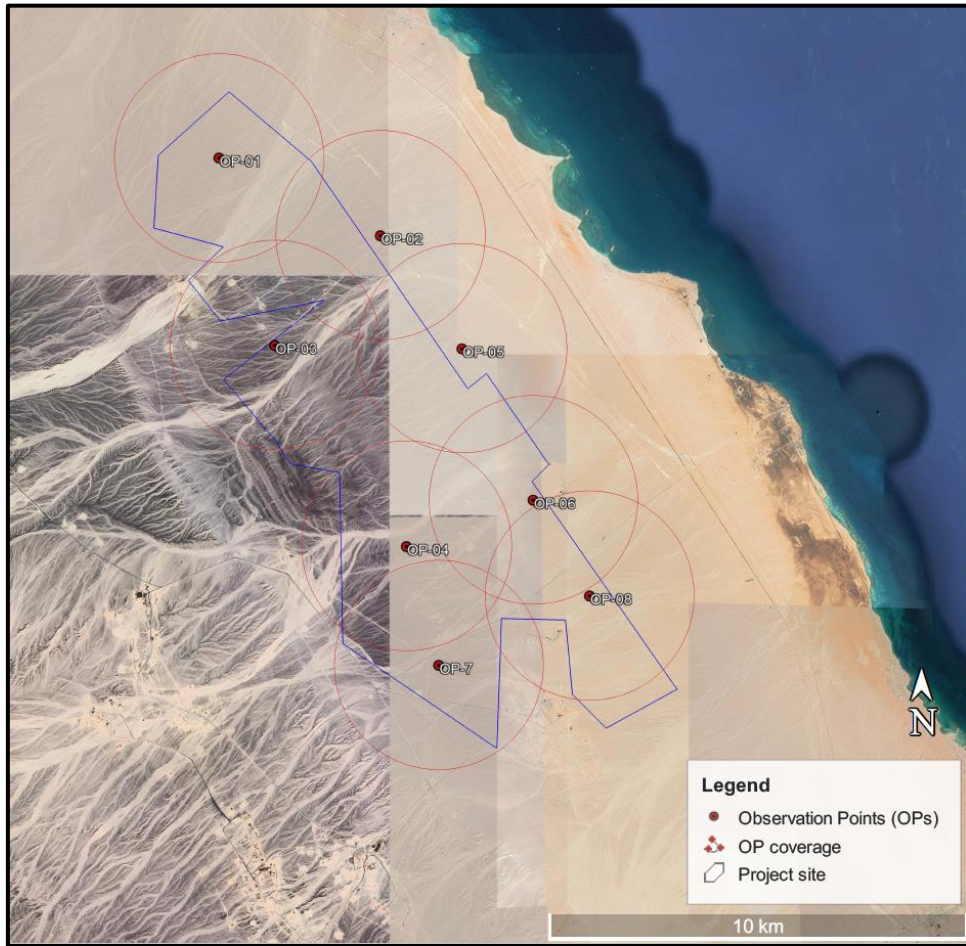 OP-01
OP-02
OP-03
OP-05
OP-06
OP-04
OP-08
OP-7
N
Legend
Observation Points (OPs)
OP coverage
Project site
10 km